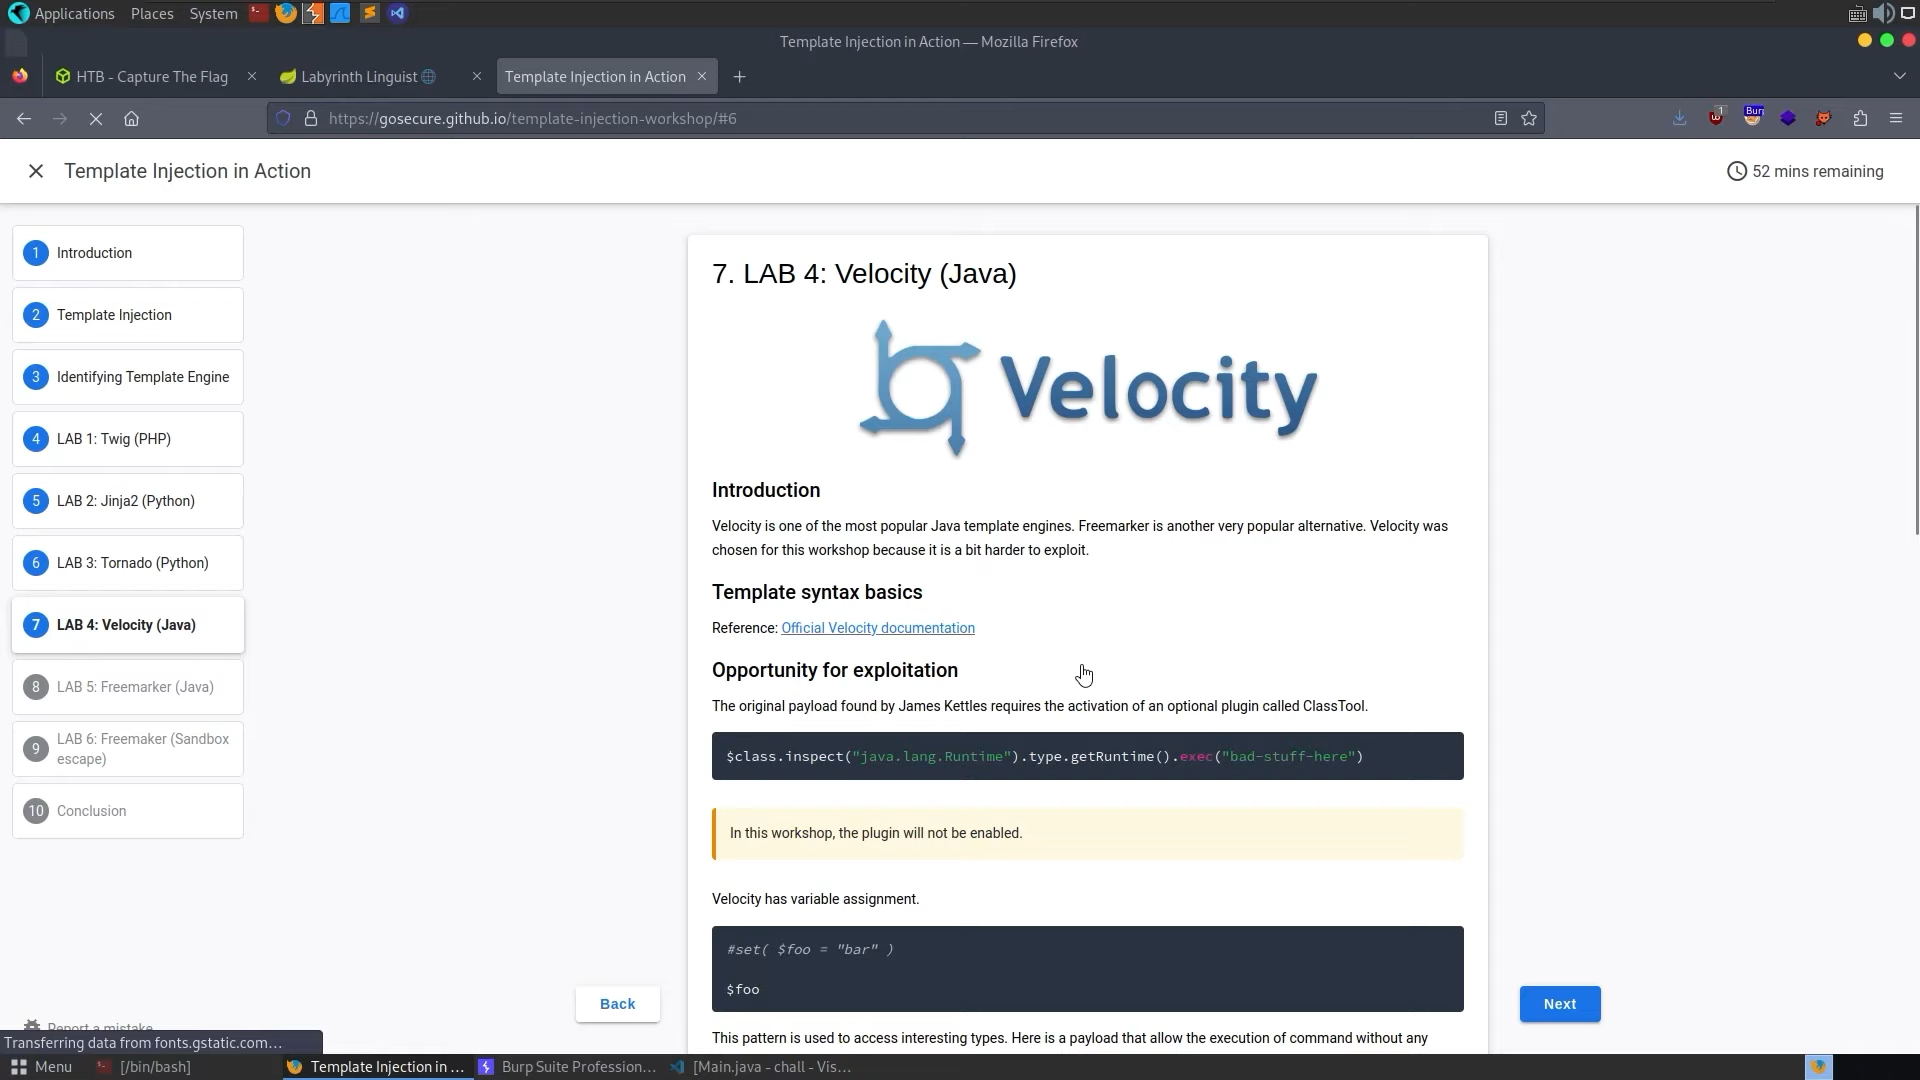 Applications Places System
Template Injection in Action — Mozilla Firefox
HTB - Capture The Flag
Labyrinth Linguist
Template Injection in Action
https://gosecure.github.io/template-injection-workshop/#6
1
Bur
Template Injection in Action
52 mins remaining
1 Introduction
2 Template Injection
3 Identifying Template Engine
4 LAB 1: Twig (PHP)
5 LAB 2: Jinja2 (Python)
6 LAB 3: Tornado (Python)
7 LAB 4: Velocity (Java)
8 LAB 5: Freemarker (Java)
9 LAB 6: Freemaker (Sandbox
escape)
10 Conclusion
7. LAB 4: Velocity (Java)
Velocity
Introduction
Velocity is one of the most popular Java template engines. Freemarker is another very popular alternative. Velocity was
chosen for this workshop because it is a bit harder to exploit.
Template syntax basics
Reference: Official Velocity documentation
Opportunity for exploitation
The original payload found by James Kettles requires the activation of an optional plugin called ClassTool.
$class.inspect("java.lang.Runtime").type.getRuntime().exec("bad-stuff-here")
In this workshop, the plugin will not be enabled.
Velocity has variable assignment.
#set( $foo = "bar" )
$foo
This pattern is used to access interesting types. Here is a payload that allow the execution of command without any
Back
Next
Report a mistake
Transferring data from fonts.gstatic.com…
Menu
[/bin/bash]
Template Injection in …
Burp Suite Profession…
[Main.java - chall - Vis…